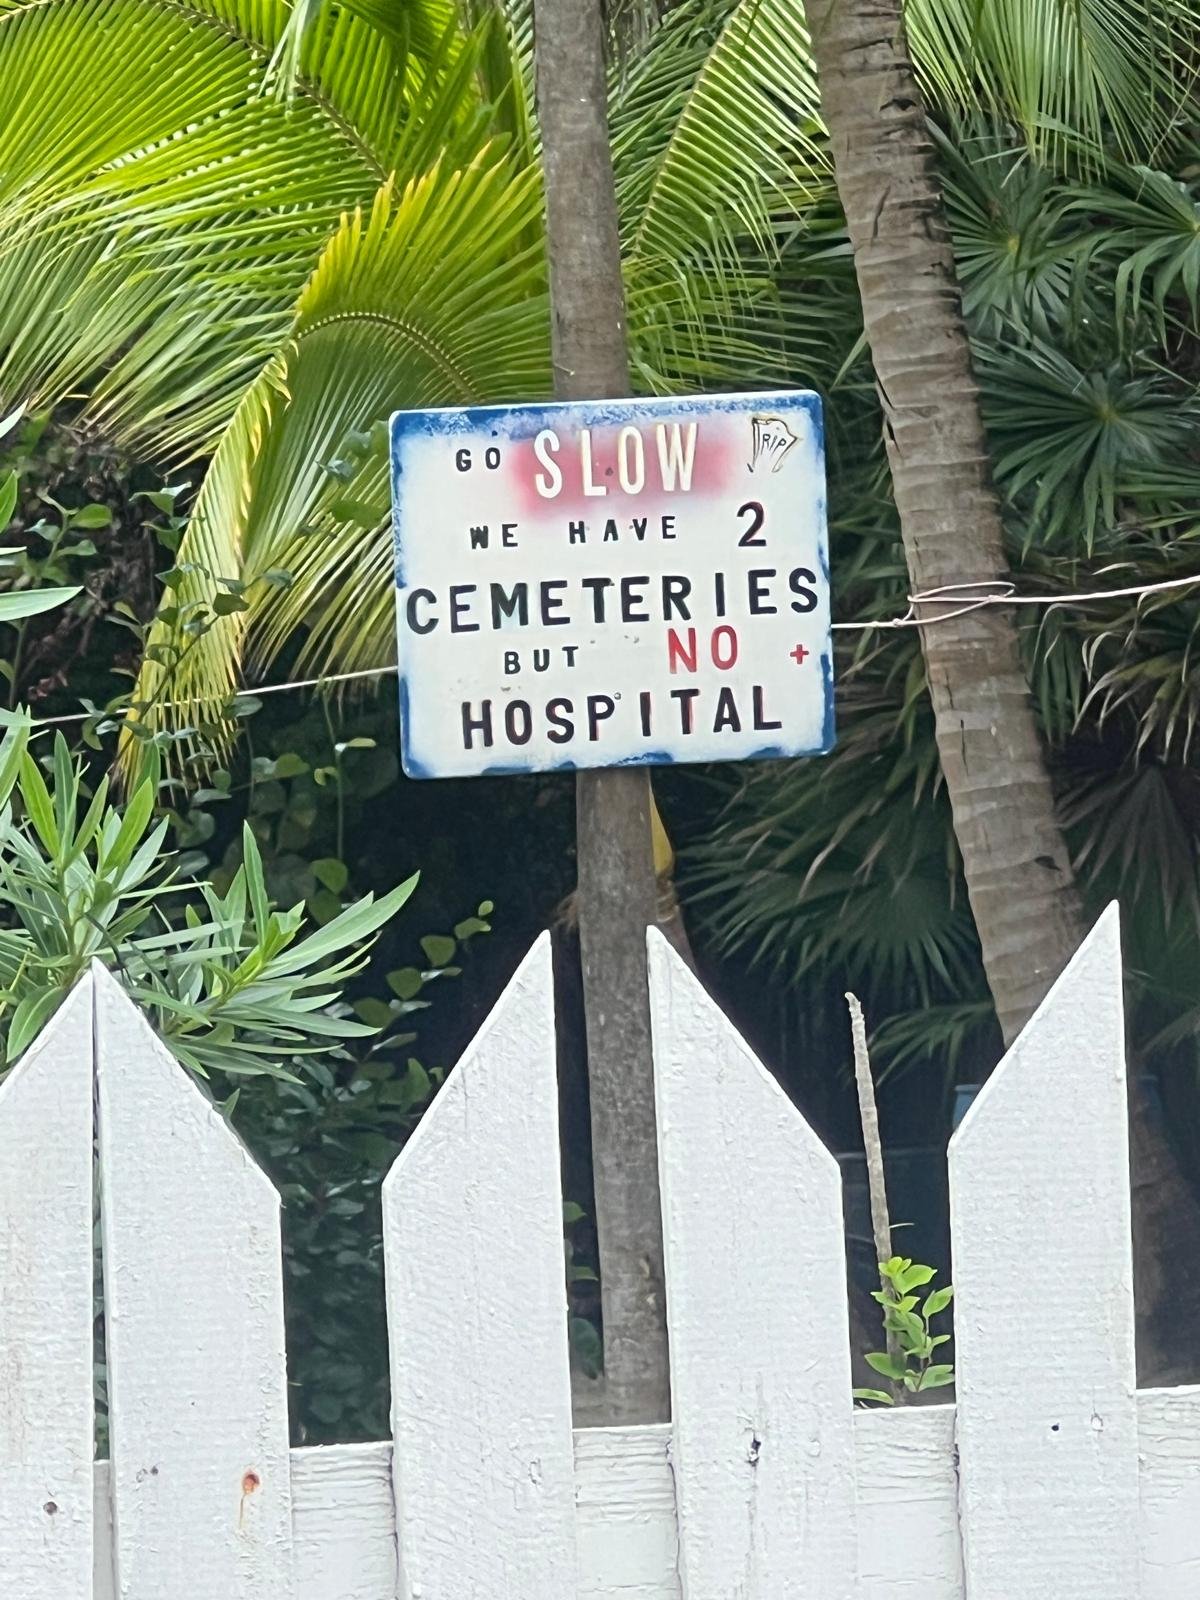 GO SLOW RIP
WE HAVE 2
CEMETERIES
BUT NO +
HOSPITAL